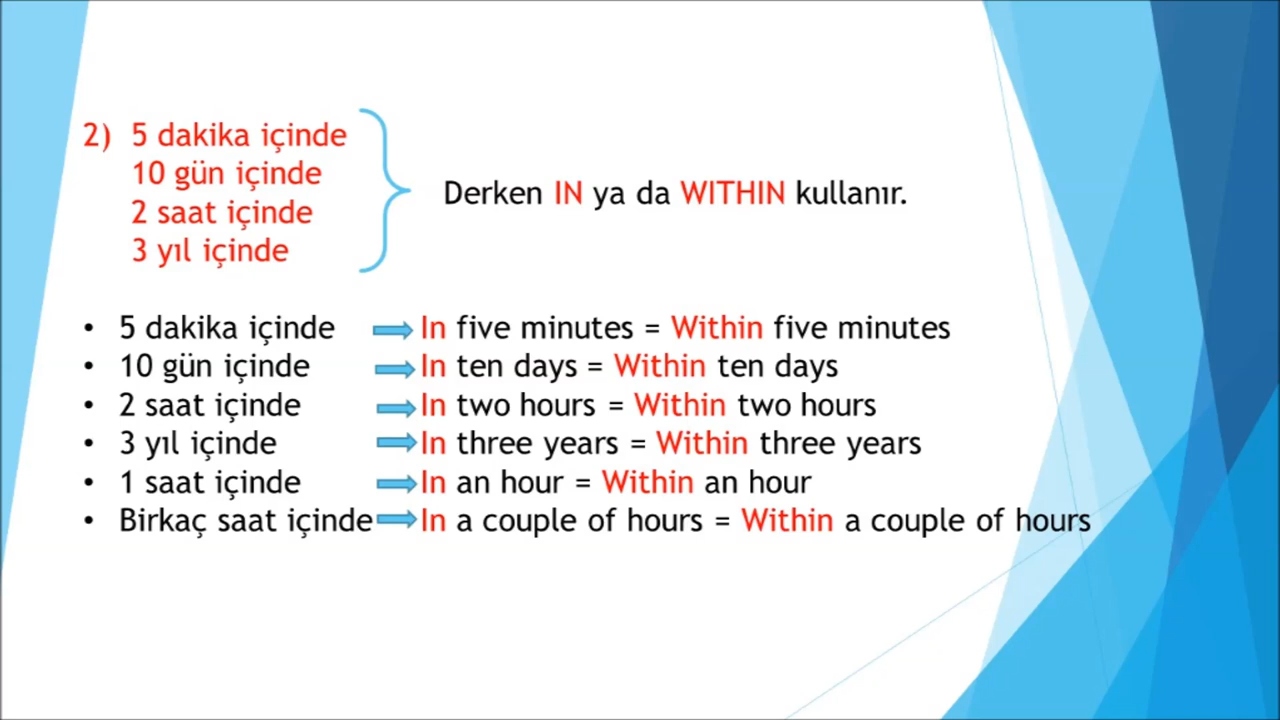 2) 5 dakika içinde
10 gün içinde
2 saat içinde
3 yıl içinde
Derken IN ya da WITHIN kullanır.
• 5 dakika içinde In five minutes = Within five minutes
• 10 gün içinde In ten days = Within ten days
• 2 saat içinde In two hours = Within two hours
• 3 yıl içinde In three years = Within three years
• 1 saat içinde In an hour = Within an hour
• Birkaç saat içinde In a couple of hours = Within a couple of hours